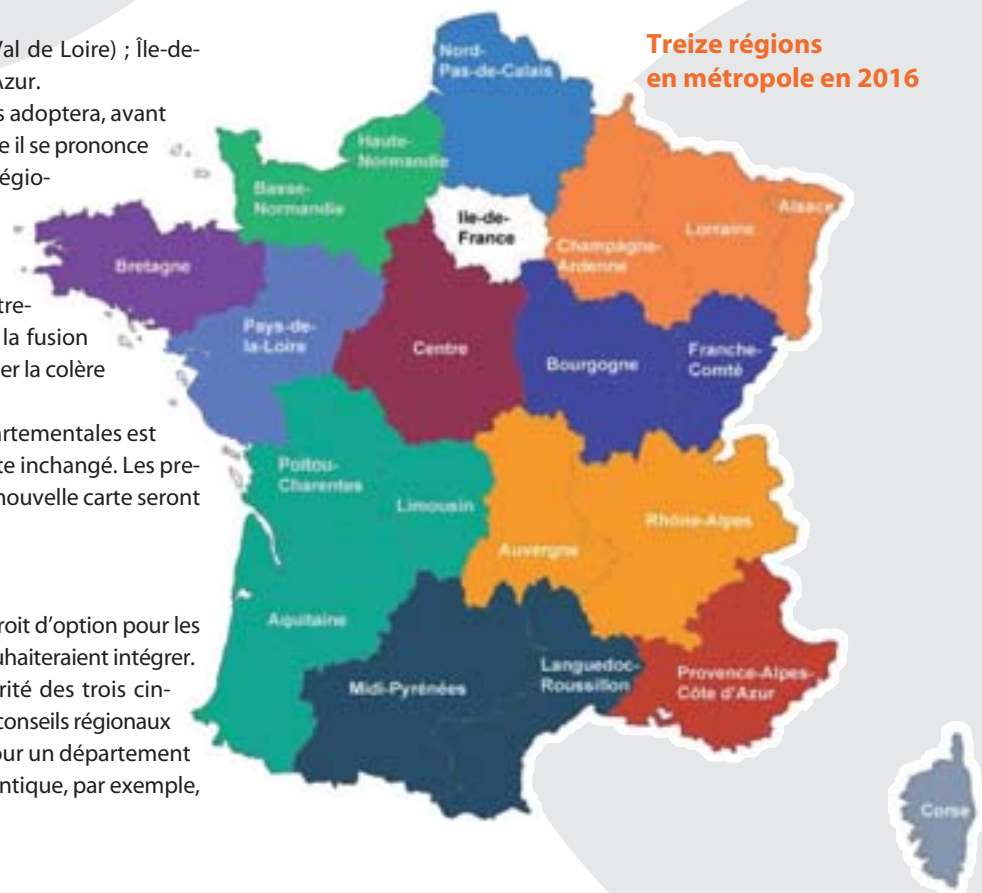 Val de Loire) ; Île-de-
Azur.
s adoptera, avant
e il se prononce
égio-
tre-
la fusion
er la colère
artementales est
te inchangé. Les pre-
nouvelle carte seront
roit d'option pour les
uhaiteraient intégrer.
rité des trois cin-
conseils régionaux
our un département
ntique, par exemple,
Treize régions
en métropole en 2016
Nord-
Pas-de-Calais
Haute-
Normandie
Basse-
Normandie
Ile-de-
France
Champagne-
Ardenne
Lorraine
Alsace
Bretagne
Pays-de-
la-Loire
Centre
Bourgogne
Franche-
Comté
Poitou-
Charentes
Limousin
Auvergne
Rhône-Alpes
Aquitaine
Midi-Pyrénées
Languedoc-
Roussillon
Provence-Alpes-
Côte d'Azur
Corse